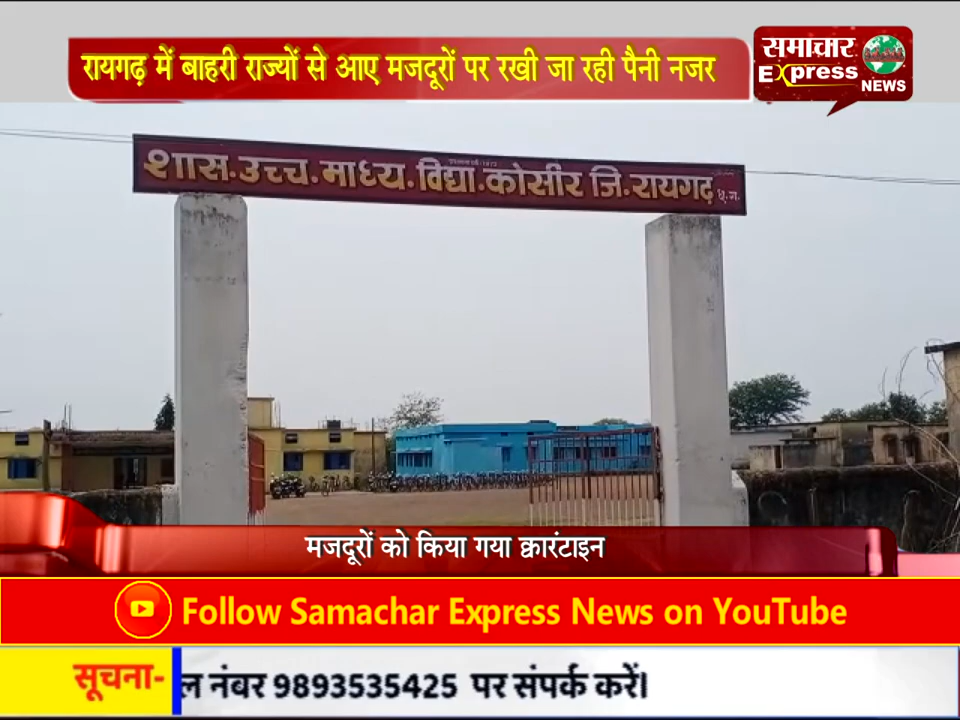 रायगढ़ में बाहरी राज्यों से आए मजदूरों पर रखी जा रही पैनी नजर
समाचार
Express
NEWS
शास.उच्च.माध्य.विद्या.कोसीर जि.रायगढ़ छ.ग.
मजदूरों को किया गया क्वारंटाइन
Follow Samachar Express News on YouTube
सूचना- ल नंबर 9893535425 पर संपर्क करें।